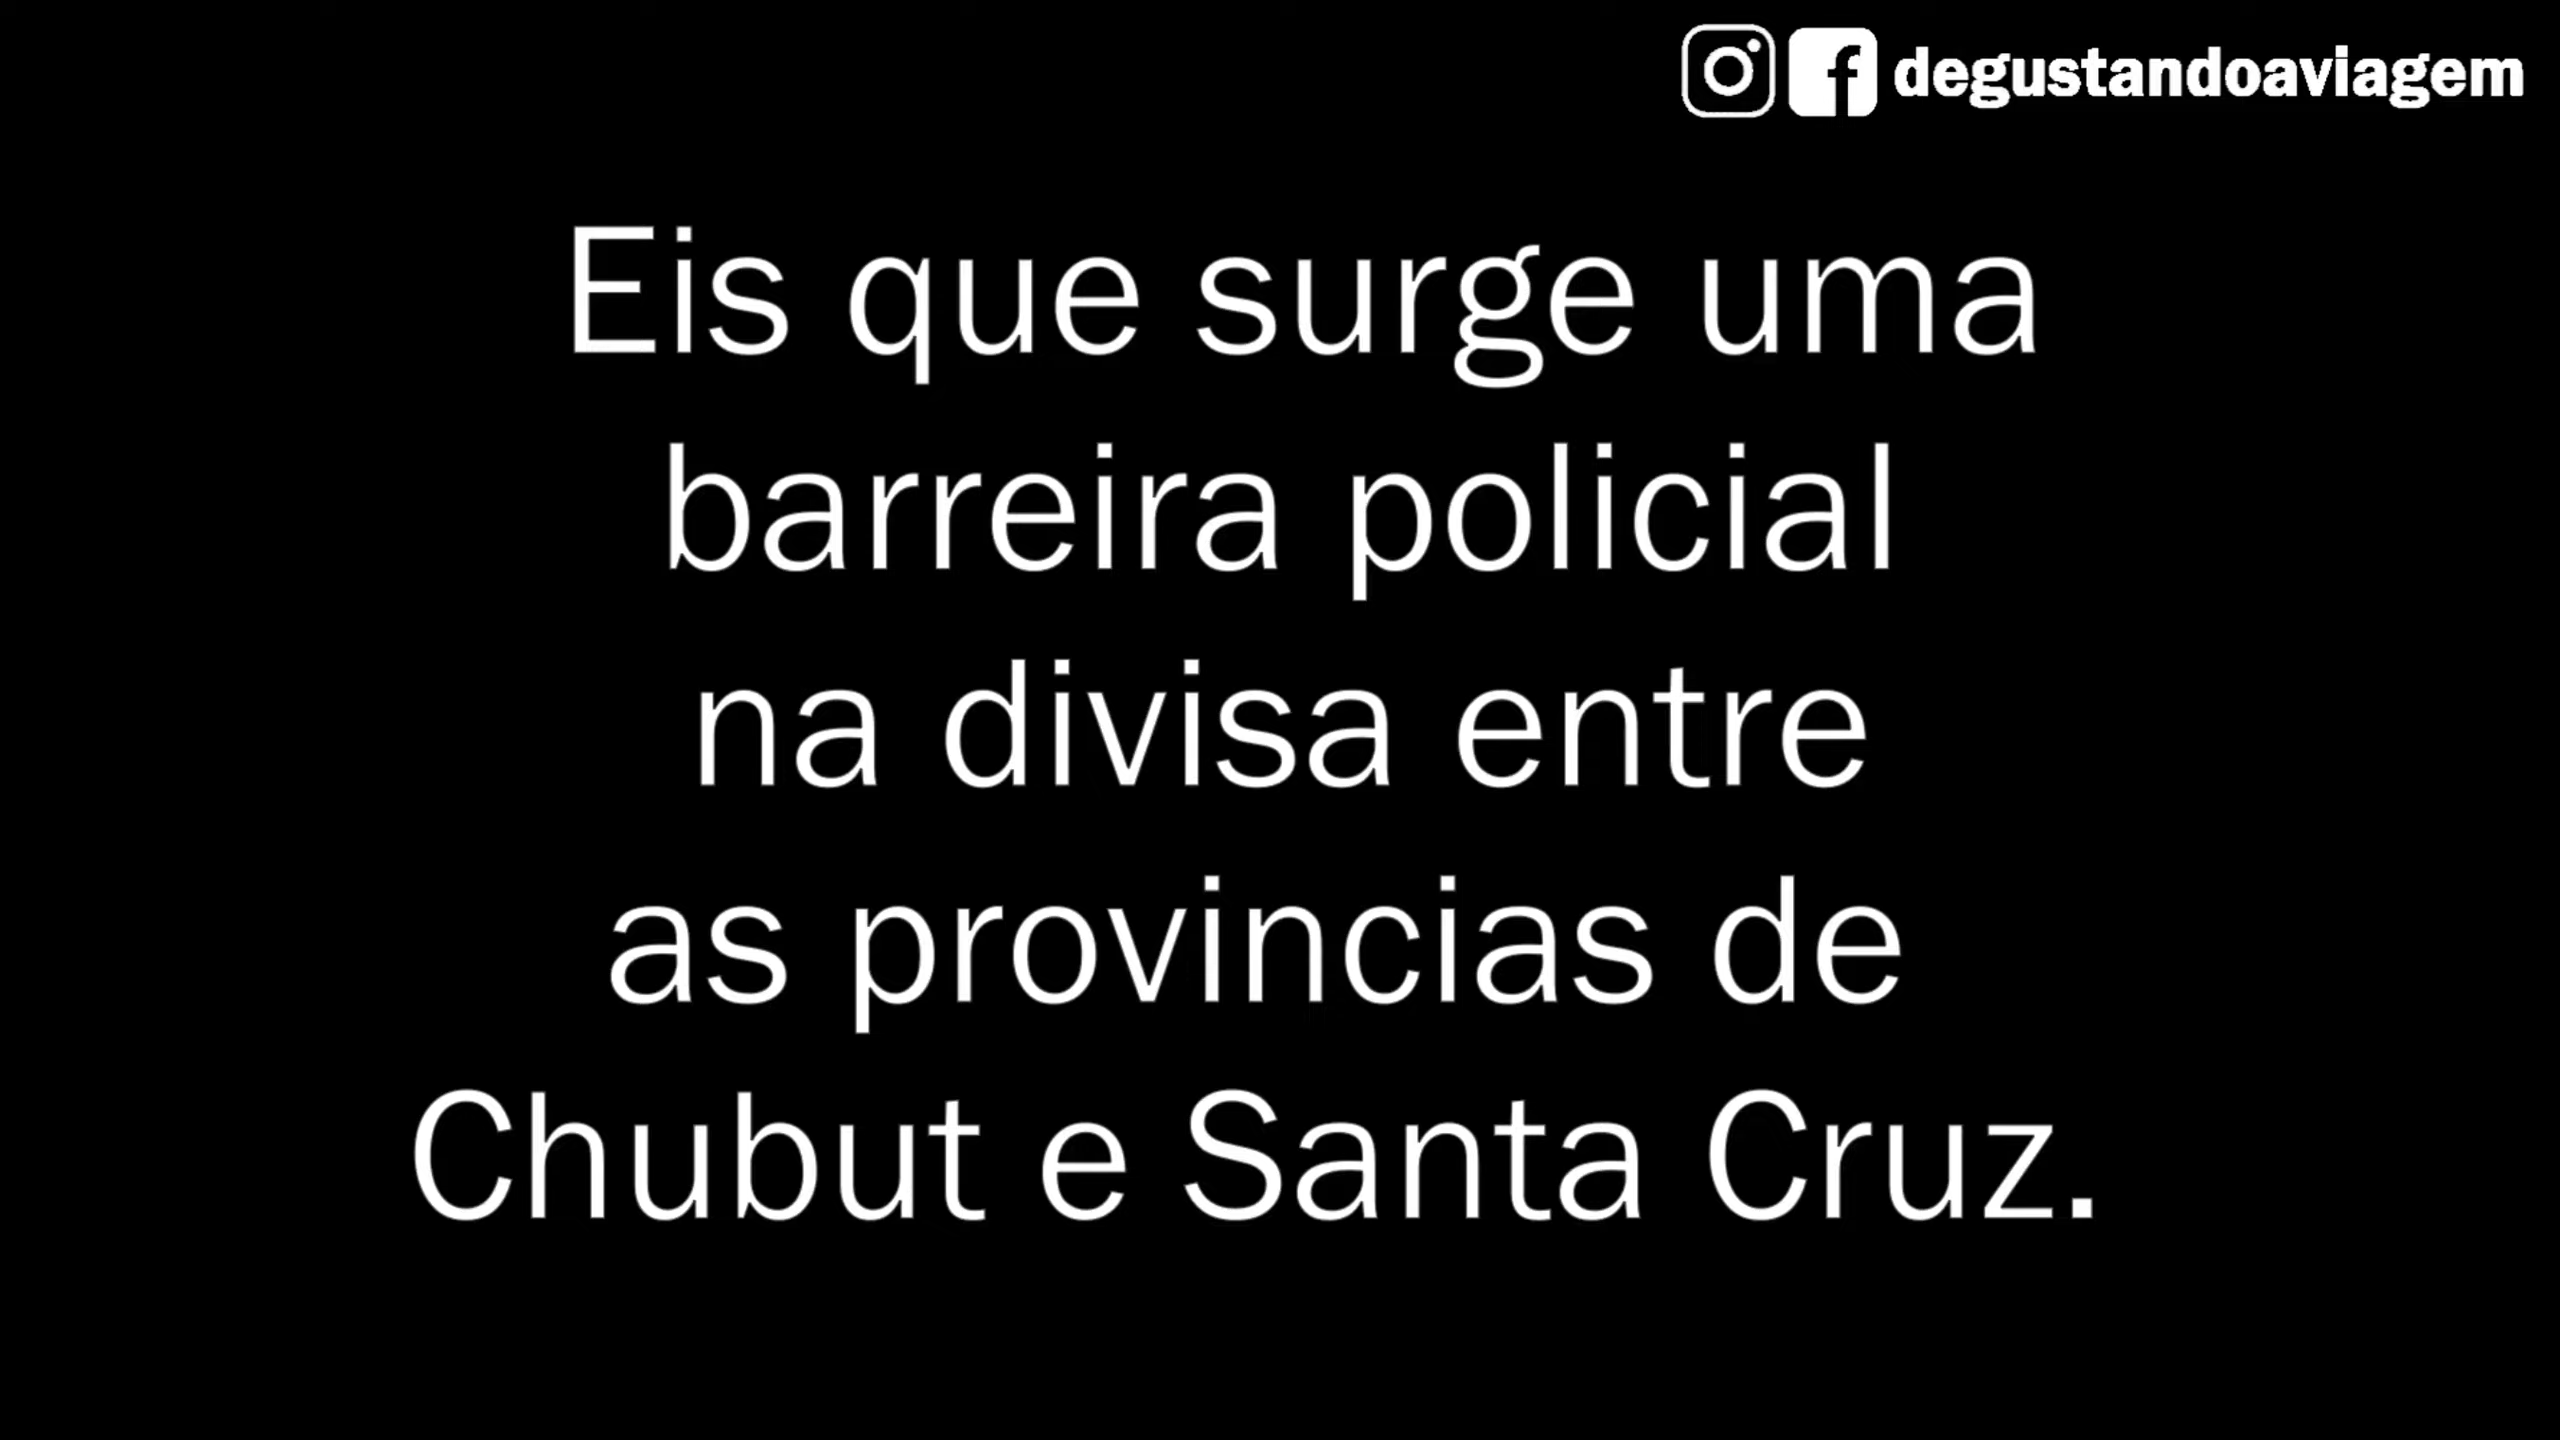 degustandoaviagem
Eis que surge uma
barreira policial
na divisa entre
as provincias de
Chubut e Santa Cruz.